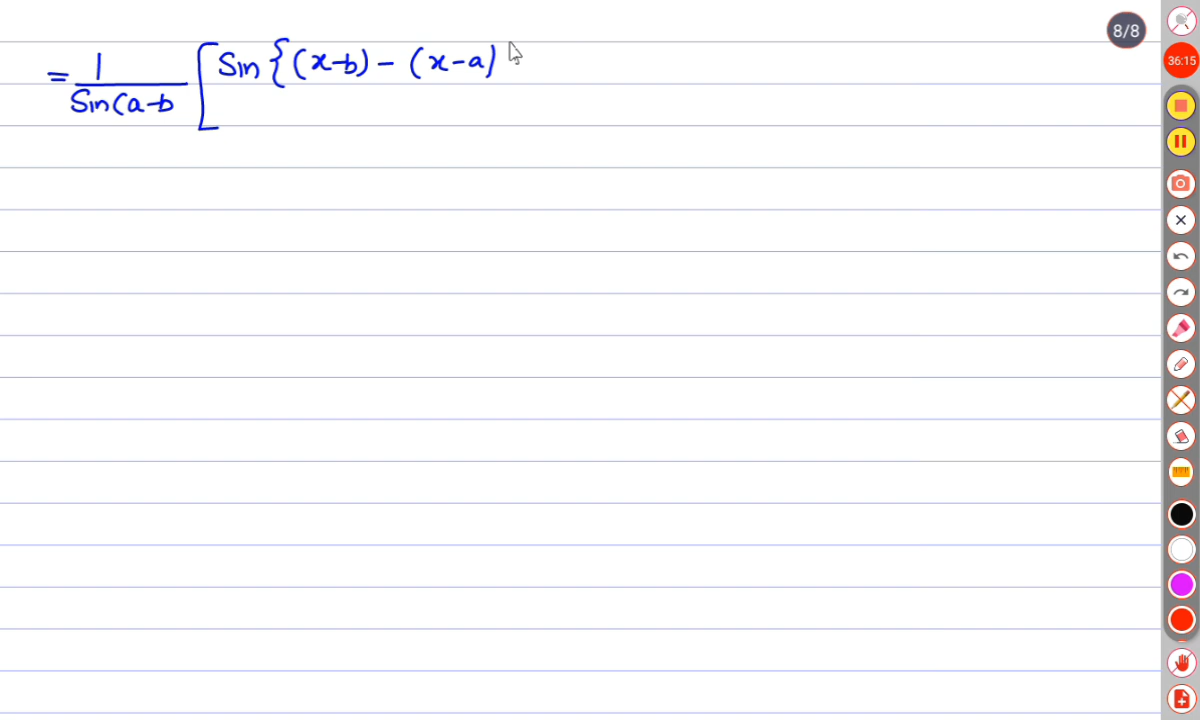 8/8
36:15
= 1/Sin(a-b [ Sin { (x-b) - (x-a)